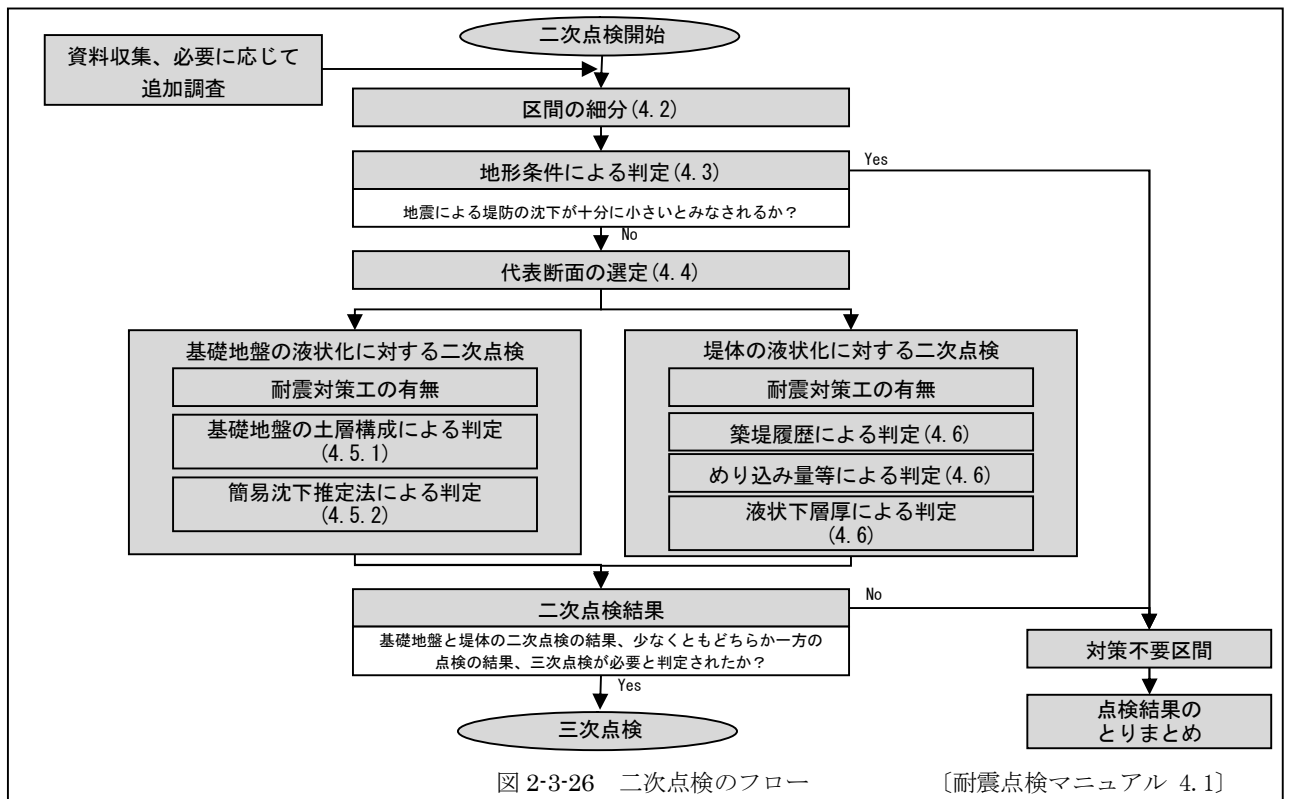 二次点検開始
資料収集、必要に応じて
追加調査
区間の細分(4.2)
地形条件による判定(4.3)
Yes
地震による堤防の沈下が十分に小さいとみなされるか?
No
代表断面の選定(4.4)
基礎地盤の液状化に対する二次点検
耐震対策工の有無
基礎地盤の土層構成による判定
(4.5.1)
簡易沈下推定法による判定
(4.5.2)
堤体の液状化に対する二次点検
耐震対策工の有無
築堤履歴による判定(4.6)
めり込み量等による判定(4.6)
液状下層厚による判定
(4.6)
二次点検結果
No
基礎地盤と堤体の二次点検の結果、少なくともどちらか一方の
点検の結果、三次点検が必要と判定されたか?
Yes
三次点検
対策不要区間
点検結果の
とりまとめ
図 2-3-26 二次点検のフロー 〔耐震点検マニュアル 4.1〕